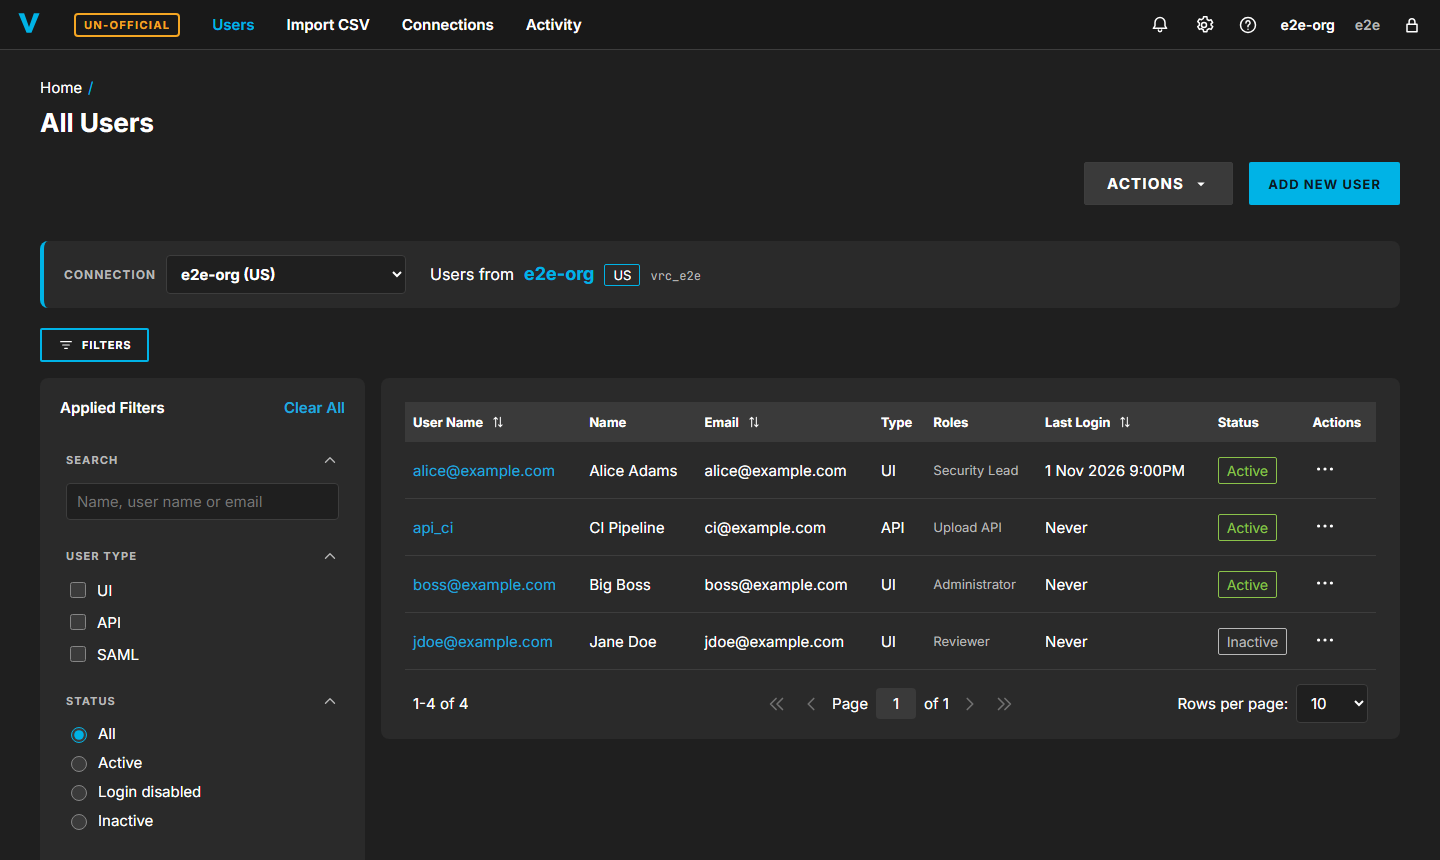 V UN-OFFICIAL Users Import CSV Connections Activity e2e-org e2e
Home /
All Users
ACTIONS ADD NEW USER
CONNECTION e2e-org (US) Users from e2e-org US vrc_e2e
FILTERS
Applied Filters Clear All
SEARCH
Name, user name or email
USER TYPE
UI
API
SAML
STATUS
All
Active
Login disabled
Inactive
User Name Name Email Type Roles Last Login Status Actions
alice@example.com Alice Adams alice@example.com UI Security Lead 1 Nov 2026 9:00PM Active
api_ci CI Pipeline ci@example.com API Upload API Never Active
boss@example.com Big Boss boss@example.com UI Administrator Never Active
jdoe@example.com Jane Doe jdoe@example.com UI Reviewer Never Inactive
1-4 of 4 Page 1 of 1 Rows per page: 10